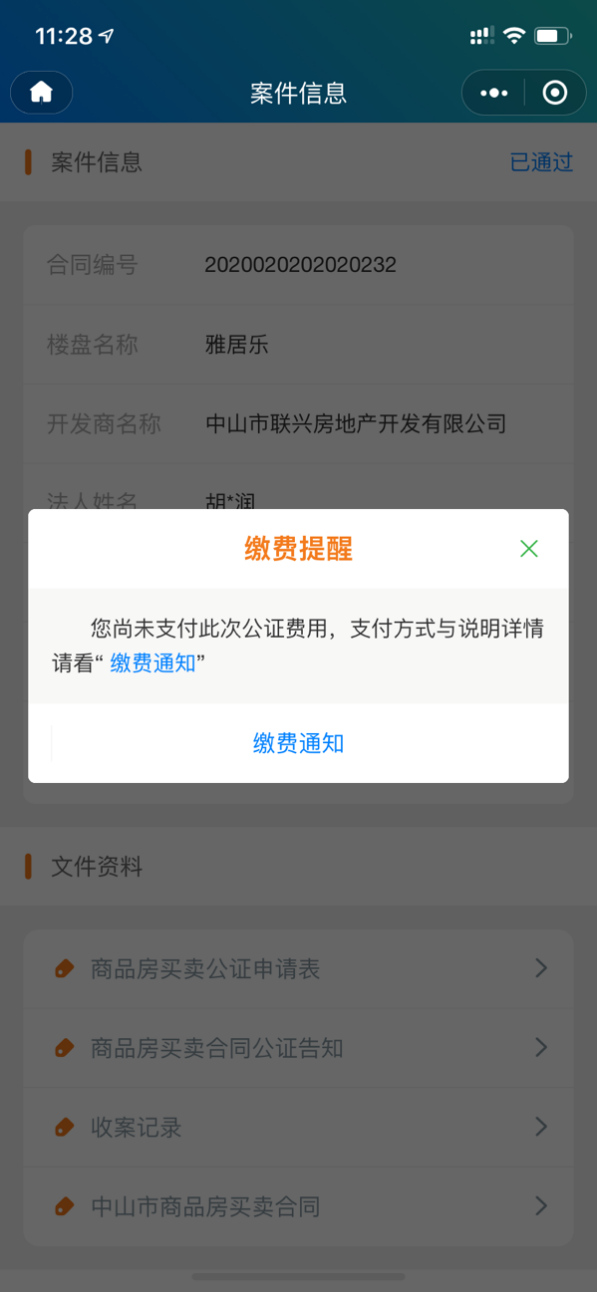 11:28
案件信息
案件信息
已通过
合同编号 2020020202020232
楼盘名称 雅居乐
开发商名称 中山市联兴房地产开发有限公司
法人姓名 胡*润
缴费提醒
您尚未支付此次公证费用，支付方式与说明详情
请看“ 缴费通知”
缴费通知
文件资料
商品房买卖公证申请表
商品房买卖合同公证告知
收案记录
中山市商品房买卖合同